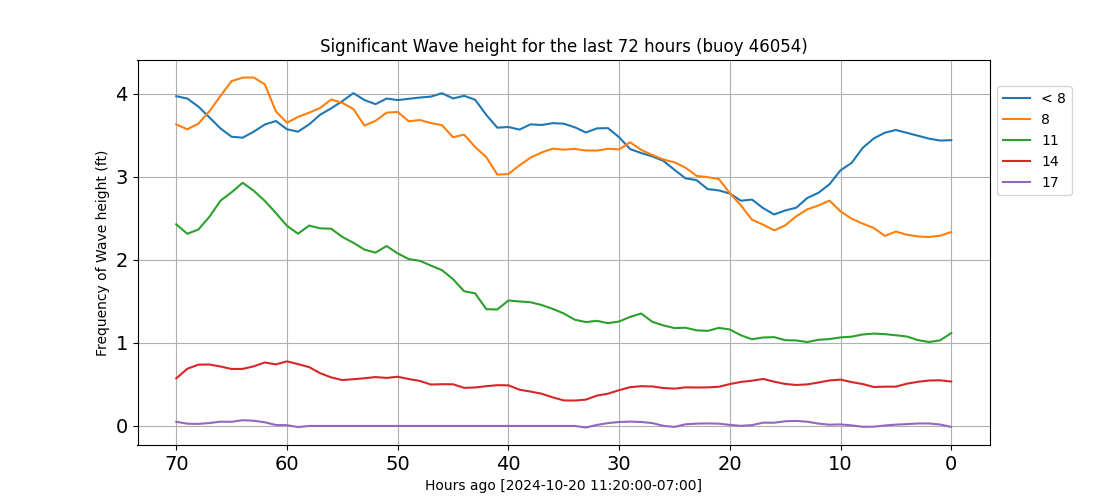 Significant Wave height for the last 72 hours (buoy 46054)
Frequency of Wave height (ft)
4
3
2
1
0
70 60 50 40 30 20 10 0
Hours ago [2024-10-20 11:20:00-07:00]
< 8
8
11
14
17